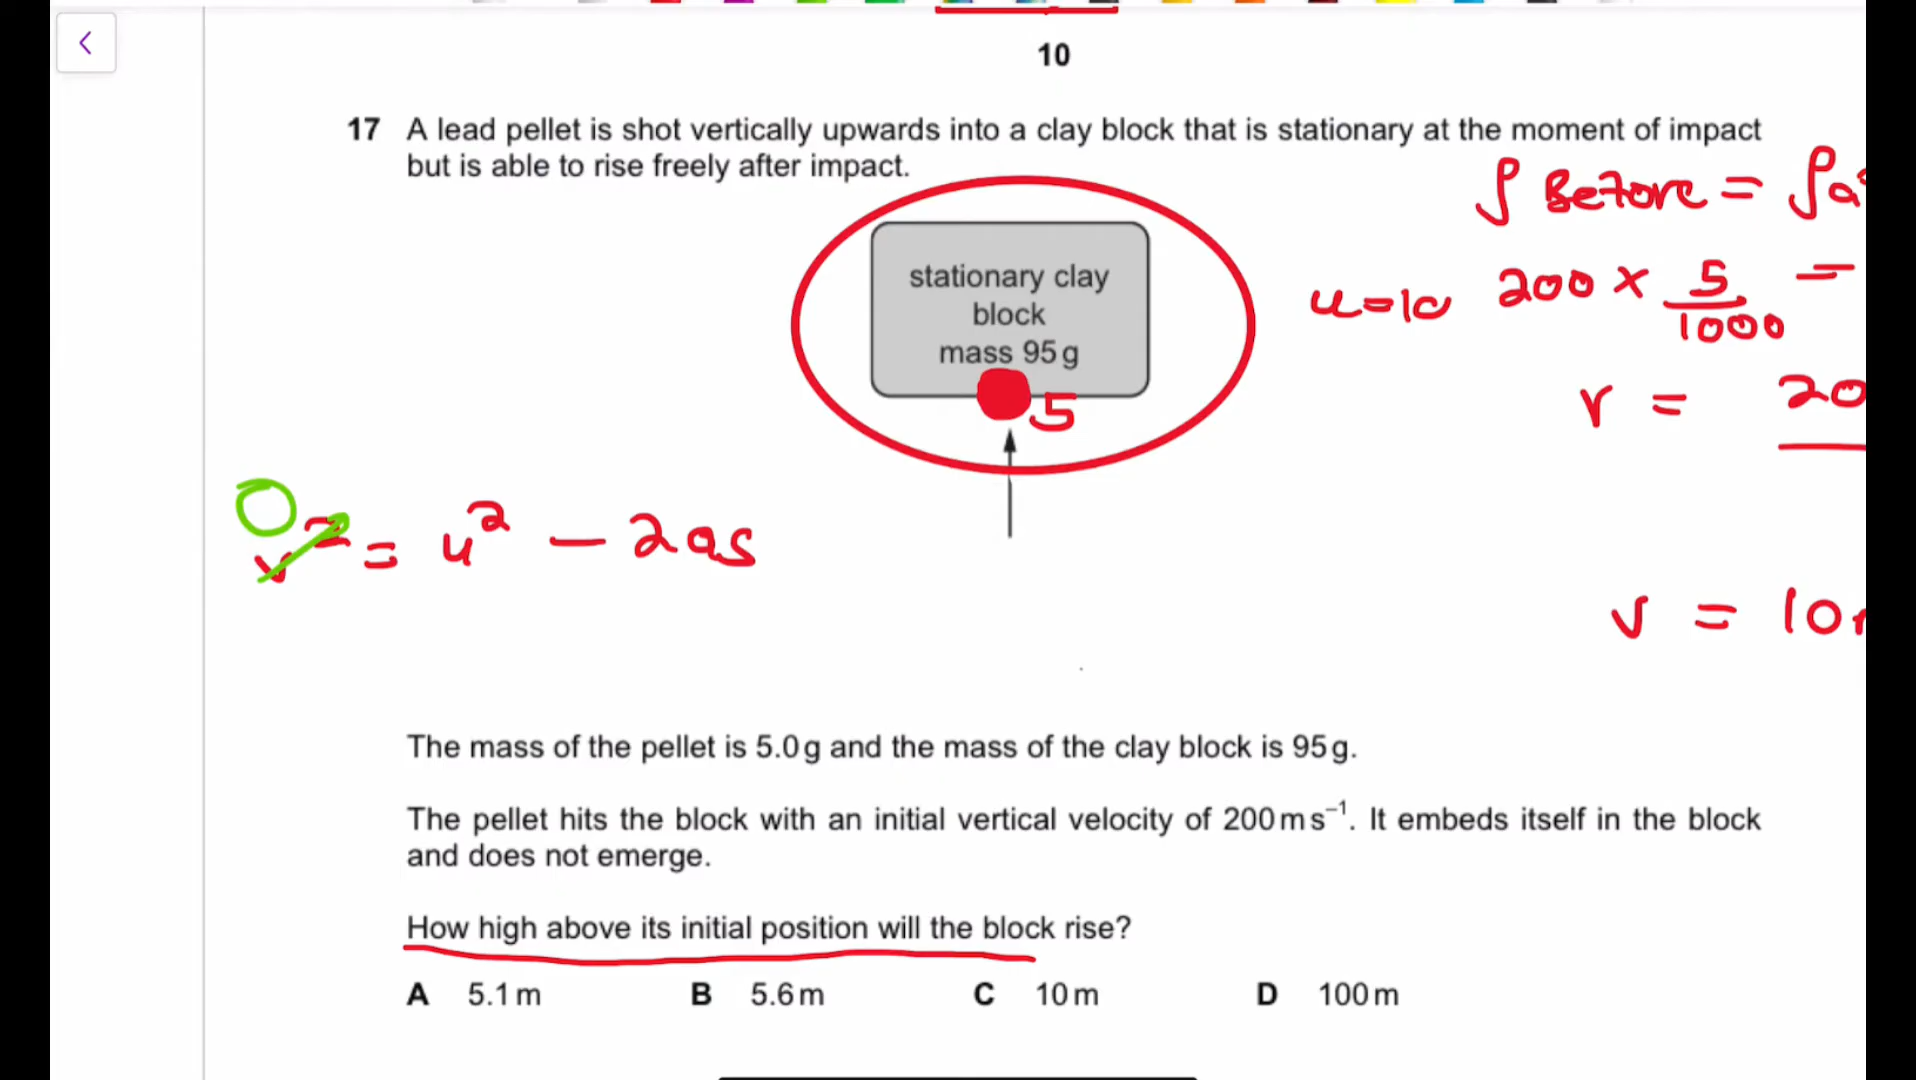 10
17 A lead pellet is shot vertically upwards into a clay block that is stationary at the moment of impact
but is able to rise freely after impact.
ρ Before = ρa
stationary clay
block
mass 95 g
5
u=10 200 × 5/1000 =
v = 20
0
v² = u² − 2as
v = 10
The mass of the pellet is 5.0 g and the mass of the clay block is 95 g.
The pellet hits the block with an initial vertical velocity of 200 m s⁻¹. It embeds itself in the block
and does not emerge.
How high above its initial position will the block rise?
A 5.1 m B 5.6 m C 10 m D 100 m